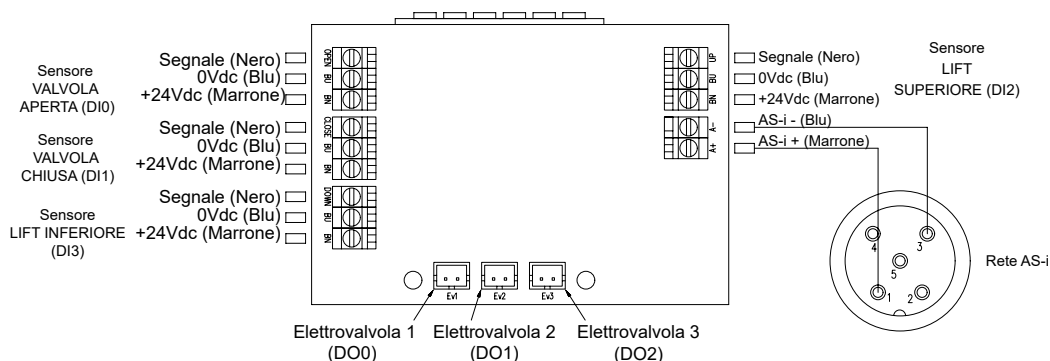 Sensore
VALVOLA
APERTA (DI0)
Segnale (Nero)
0Vdc (Blu)
+24Vdc (Marrone)
OPEN
BU
BN
Sensore
VALVOLA
CHIUSA (DI1)
Segnale (Nero)
0Vdc (Blu)
+24Vdc (Marrone)
CLOSE
BU
BN
Sensore
LIFT INFERIORE
(DI3)
Segnale (Nero)
0Vdc (Blu)
+24Vdc (Marrone)
DOWN
BU
BN
UP
BU
BN
A-
A+
Segnale (Nero)
0Vdc (Blu)
+24Vdc (Marrone)
AS-i - (Blu)
AS-i + (Marrone)
Sensore
LIFT
SUPERIORE (DI2)
4
3
5
1
2
Rete AS-i
Ev1
Ev2
Ev3
Elettrovalvola 1
(DO0)
Elettrovalvola 2
(DO1)
Elettrovalvola 3
(DO2)